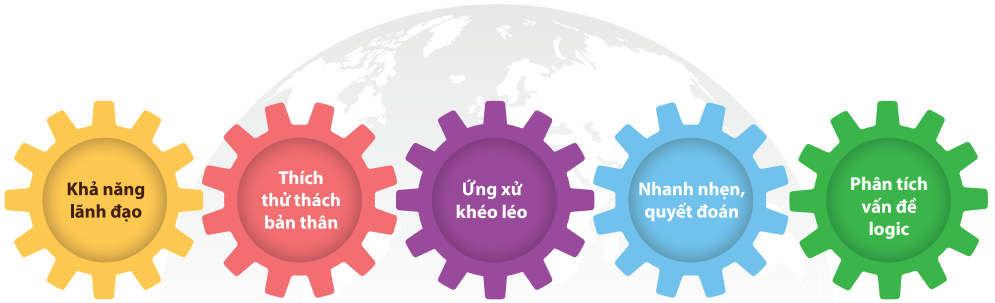 Khả năng
lãnh đạo
Thích
thử thách
bản thân
Ứng xử
khéo léo
Nhanh nhẹn,
quyết đoán
Phân tích
vấn đề
logic